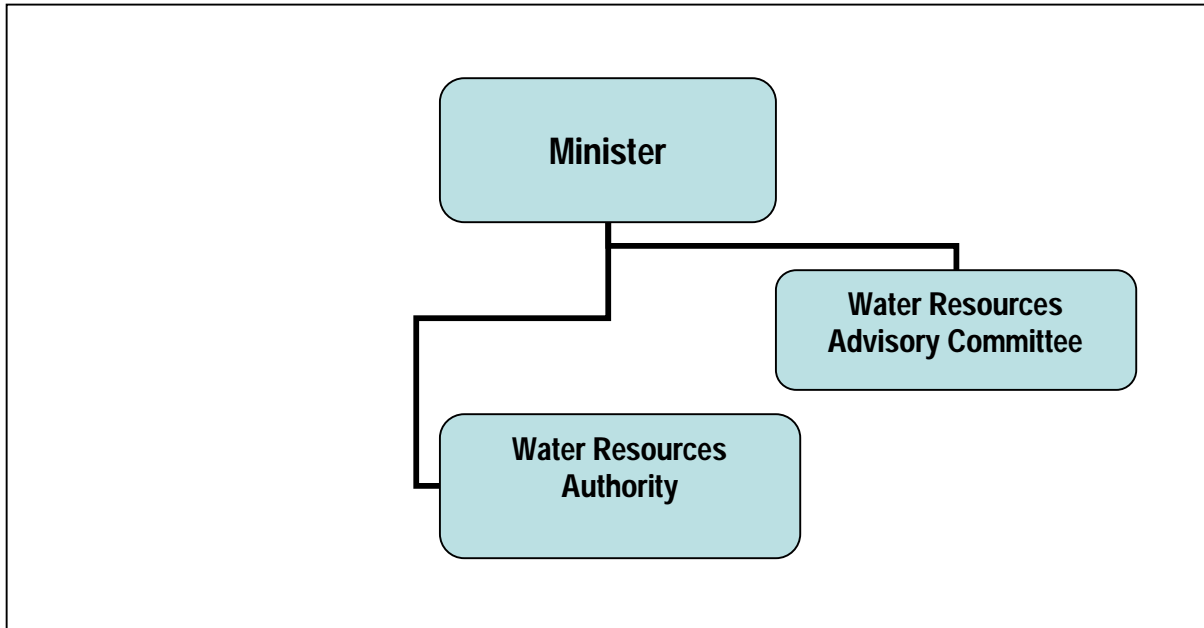 Minister
Water Resources
Advisory Committee
Water Resources
Authority